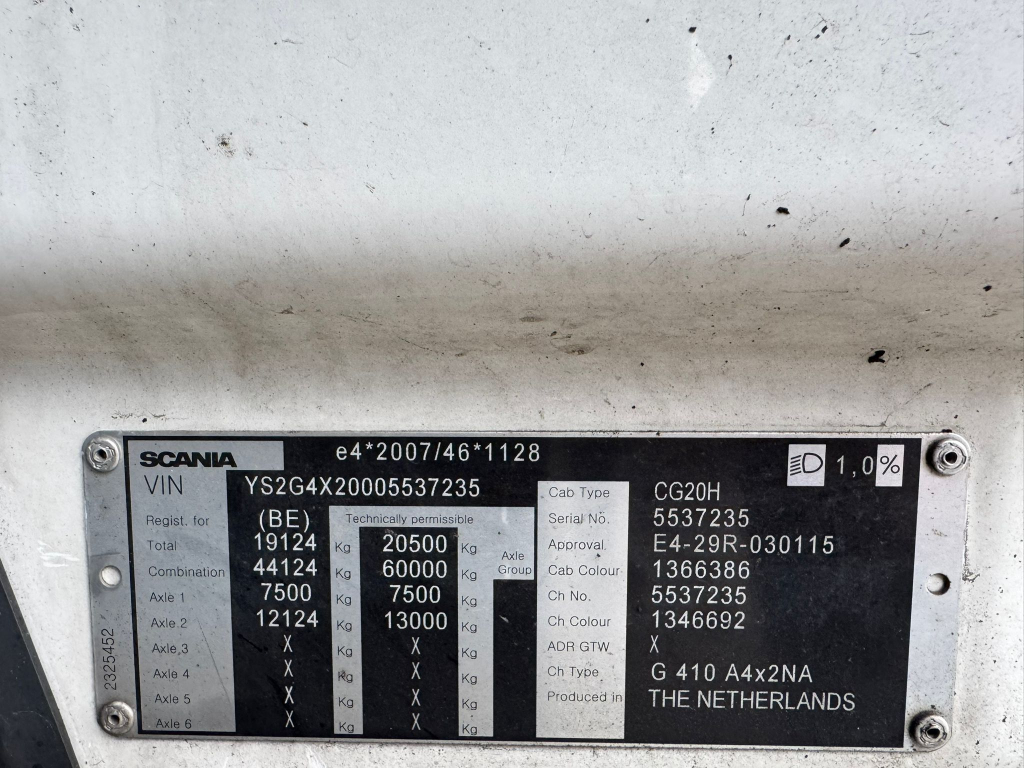 SCANIA e4*2007/46*1128 1,0%
VIN YS2G4X20005537235
Cab Type CG20H
Regist. for (BE) Technically permissible Serial No. 5537235
Total 19124 Kg 20500 Kg Axle Group Approval E4-29R-030115
Combination 44124 Kg 60000 Kg Cab Colour 1366386
Axle 1 7500 Kg 7500 Kg Ch No. 5537235
Axle 2 12124 Kg 13000 Kg Ch Colour 1346692
Axle 3 X Kg X Kg ADR GTW X
Axle 4 X Kg X Kg Ch Type G 410 A4x2NA
Axle 5 X Kg X Kg Produced in THE NETHERLANDS
Axle 6 X Kg X Kg
2325452